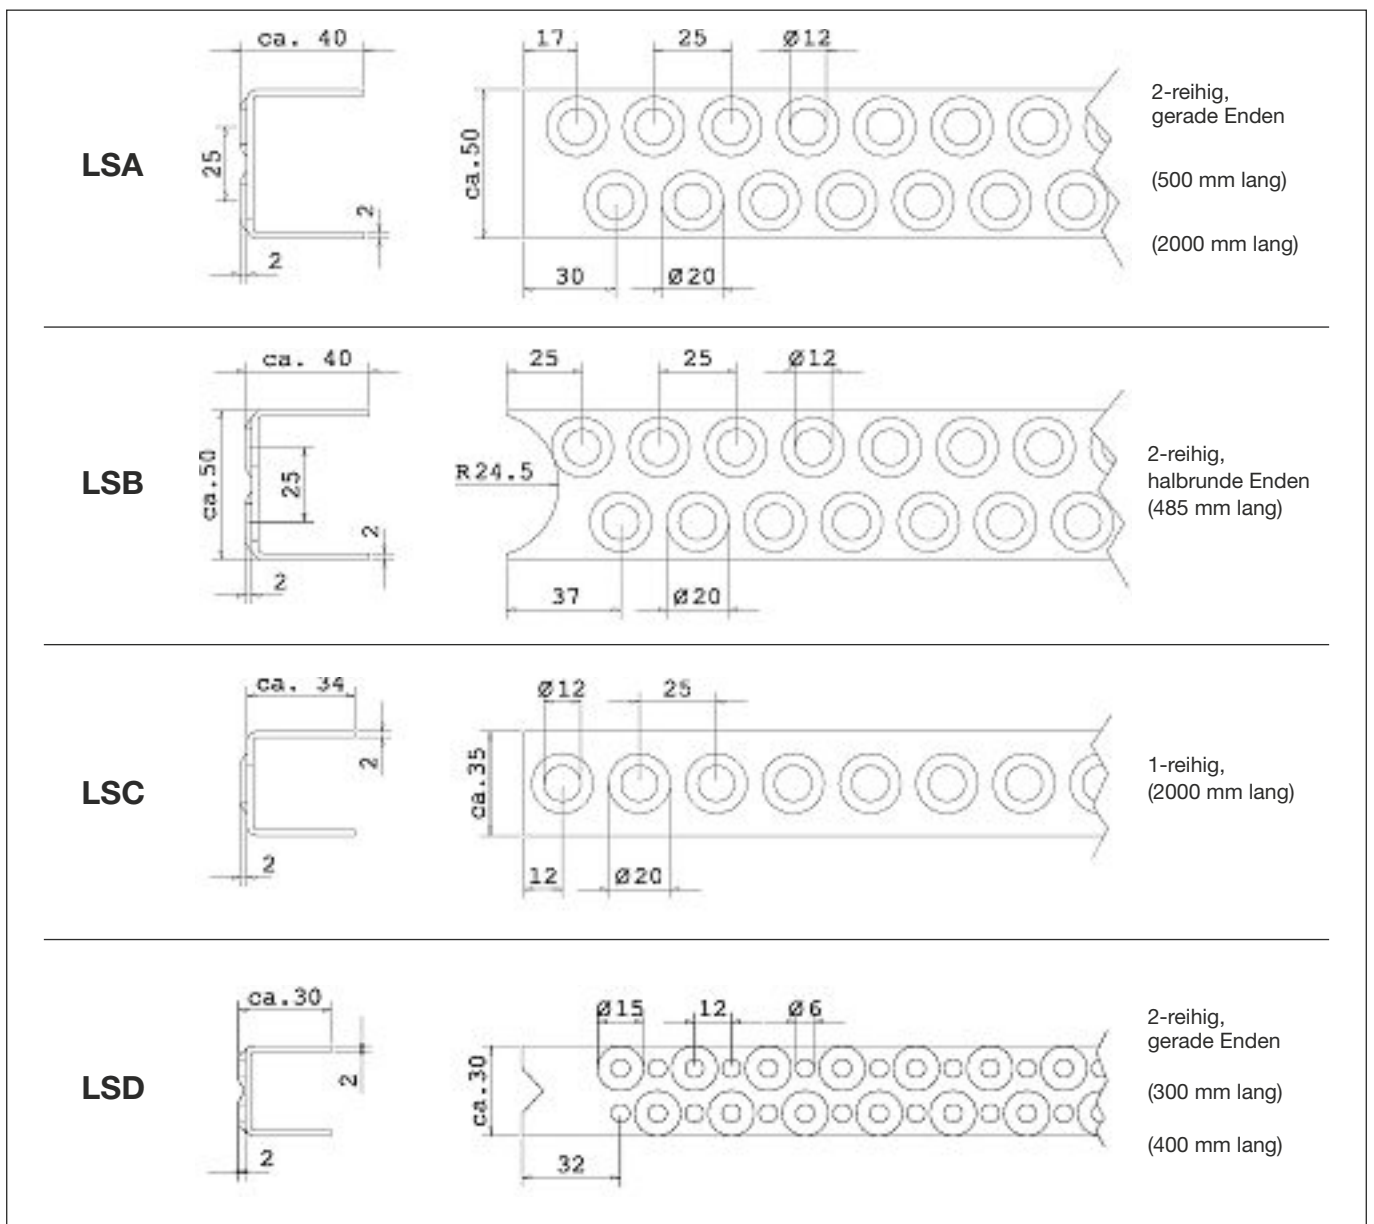 ca. 40
17
25
Ø12
2-reihig,
gerade Enden
LSA
25
ca.50
(500 mm lang)
2
(2000 mm lang)
2
30
Ø20
ca. 40
25
25
Ø12
LSB
ca.50
25
R24.5
2-reihig,
halbrunde Enden
(485 mm lang)
2
2
37
Ø20
ca. 34
Ø12
25
LSC
2
ca.35
1-reihig,
(2000 mm lang)
2
12
Ø20
ca.30
Ø15
12
Ø6
2-reihig,
gerade Enden
LSD
2
ca.30
(300 mm lang)
(400 mm lang)
2
32